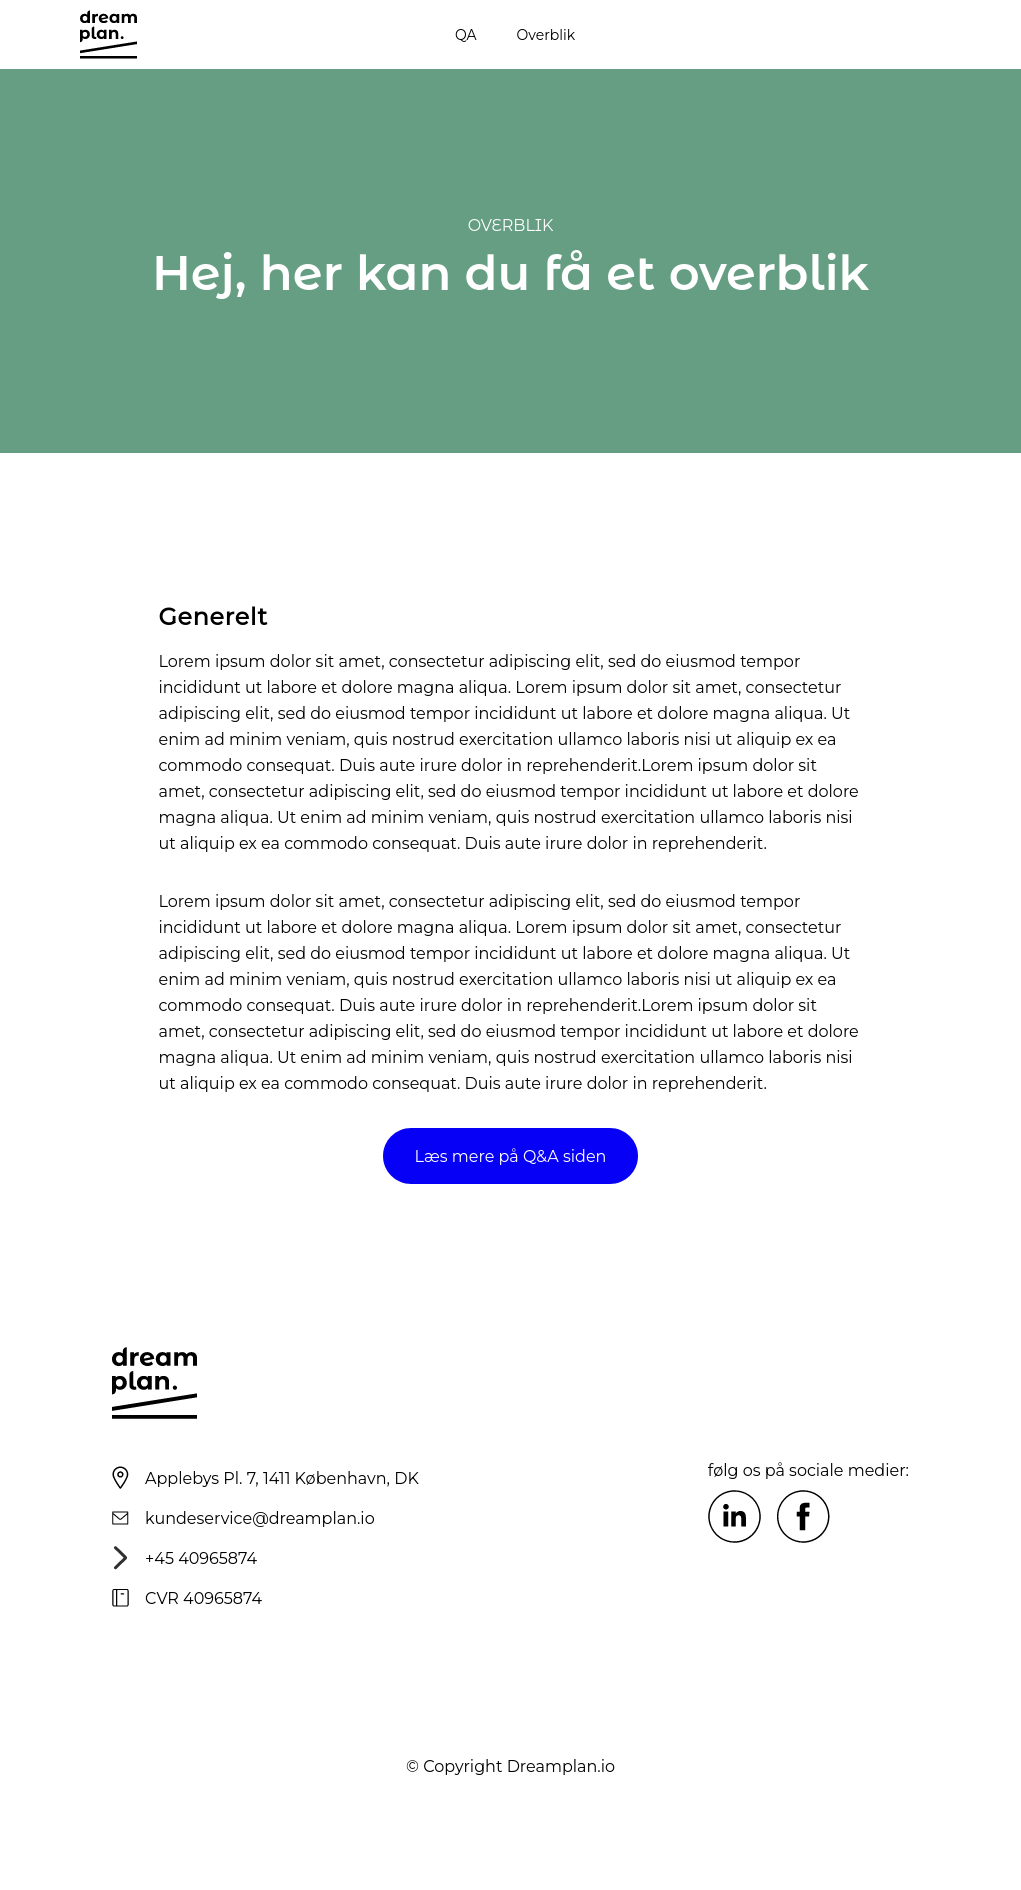 dream
plan.
QA
Overblik
OVERBLIK
Hej, her kan du få et overblik
Generelt
Lorem ipsum dolor sit amet, consectetur adipiscing elit, sed do eiusmod tempor
incididunt ut labore et dolore magna aliqua. Lorem ipsum dolor sit amet, consectetur
adipiscing elit, sed do eiusmod tempor incididunt ut labore et dolore magna aliqua. Ut
enim ad minim veniam, quis nostrud exercitation ullamco laboris nisi ut aliquip ex ea
commodo consequat. Duis aute irure dolor in reprehenderit.Lorem ipsum dolor sit
amet, consectetur adipiscing elit, sed do eiusmod tempor incididunt ut labore et dolore
magna aliqua. Ut enim ad minim veniam, quis nostrud exercitation ullamco laboris nisi
ut aliquip ex ea commodo consequat. Duis aute irure dolor in reprehenderit.
Lorem ipsum dolor sit amet, consectetur adipiscing elit, sed do eiusmod tempor
incididunt ut labore et dolore magna aliqua. Lorem ipsum dolor sit amet, consectetur
adipiscing elit, sed do eiusmod tempor incididunt ut labore et dolore magna aliqua. Ut
enim ad minim veniam, quis nostrud exercitation ullamco laboris nisi ut aliquip ex ea
commodo consequat. Duis aute irure dolor in reprehenderit.Lorem ipsum dolor sit
amet, consectetur adipiscing elit, sed do eiusmod tempor incididunt ut labore et dolore
magna aliqua. Ut enim ad minim veniam, quis nostrud exercitation ullamco laboris nisi
ut aliquip ex ea commodo consequat. Duis aute irure dolor in reprehenderit.
Læs mere på Q&A siden
dream
plan.
Applebys Pl. 7, 1411 København, DK
kundeservice@dreamplan.io
+45 40965874
CVR 40965874
følg os på sociale medier:
in
f
© Copyright Dreamplan.io